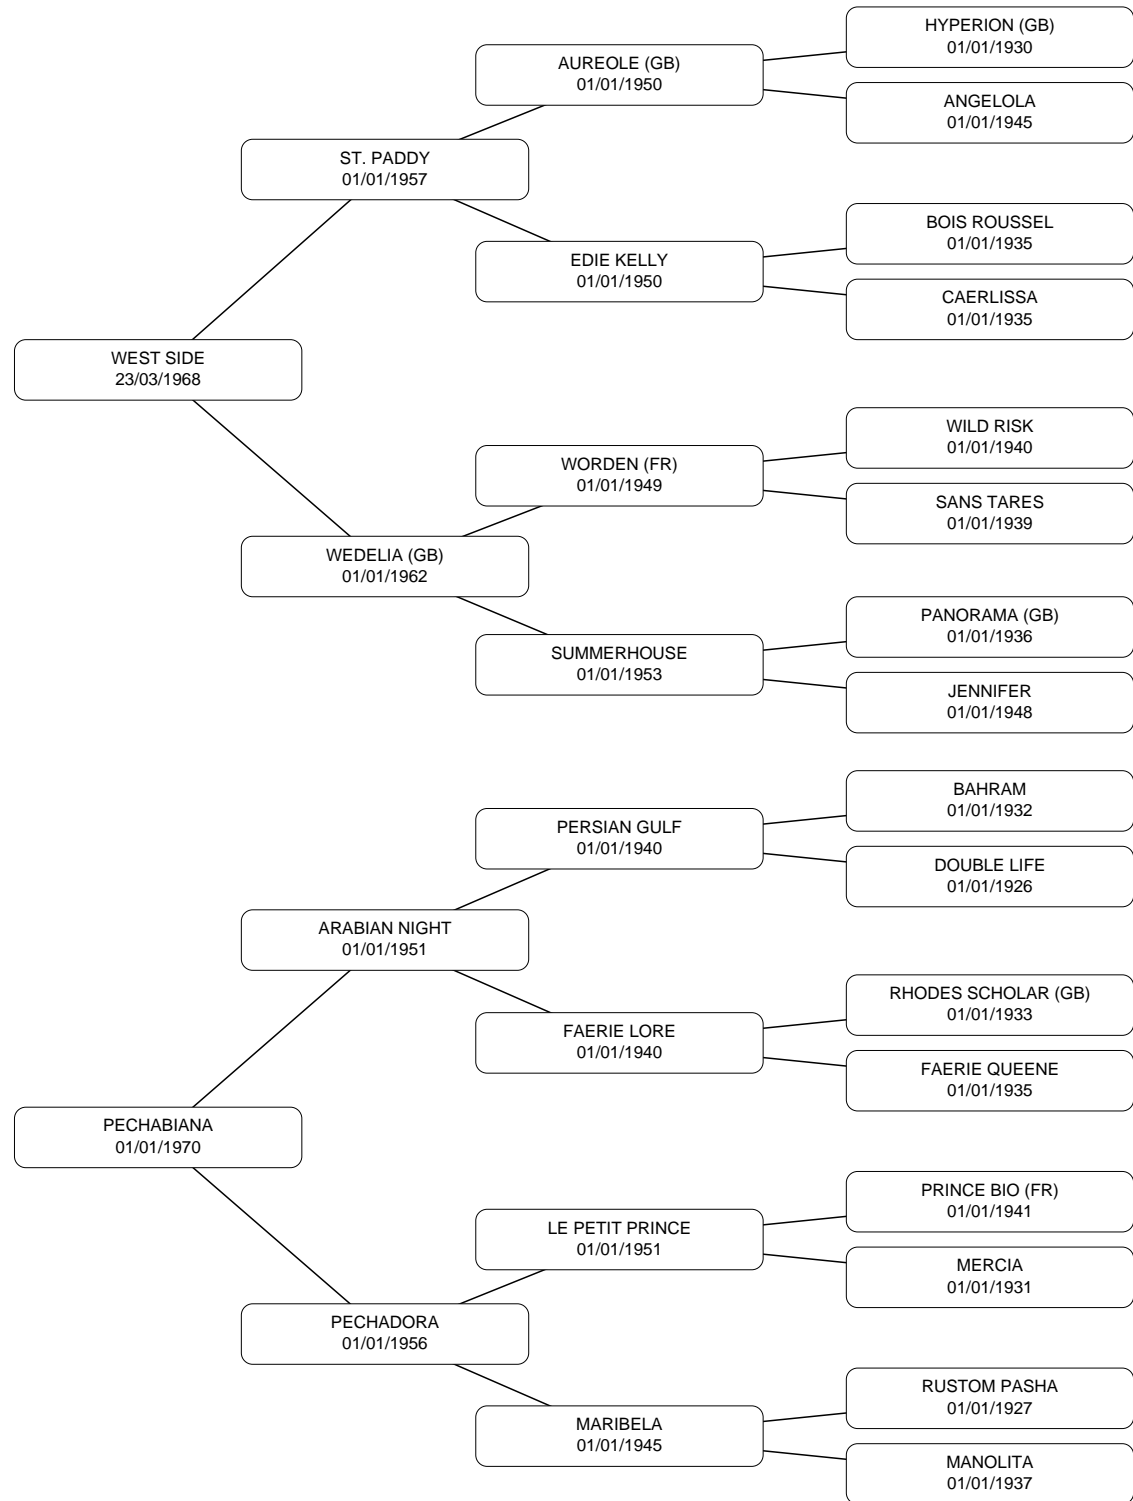 HYPERION (GB)
01/01/1930
AUREOLE (GB)
01/01/1950
ANGELOLA
01/01/1945
ST. PADDY
01/01/1957
BOIS ROUSSEL
01/01/1935
EDIE KELLY
01/01/1950
CAERLISSA
01/01/1935
WEST SIDE
23/03/1968
WILD RISK
01/01/1940
WORDEN (FR)
01/01/1949
SANS TARES
01/01/1939
WEDELIA (GB)
01/01/1962
PANORAMA (GB)
01/01/1936
SUMMERHOUSE
01/01/1953
JENNIFER
01/01/1948
BAHRAM
01/01/1932
PERSIAN GULF
01/01/1940
DOUBLE LIFE
01/01/1926
ARABIAN NIGHT
01/01/1951
RHODES SCHOLAR (GB)
01/01/1933
FAERIE LORE
01/01/1940
FAERIE QUEENE
01/01/1935
PECHABIANA
01/01/1970
PRINCE BIO (FR)
01/01/1941
LE PETIT PRINCE
01/01/1951
MERCIA
01/01/1931
PECHADORA
01/01/1956
RUSTOM PASHA
01/01/1927
MARIBELA
01/01/1945
MANOLITA
01/01/1937